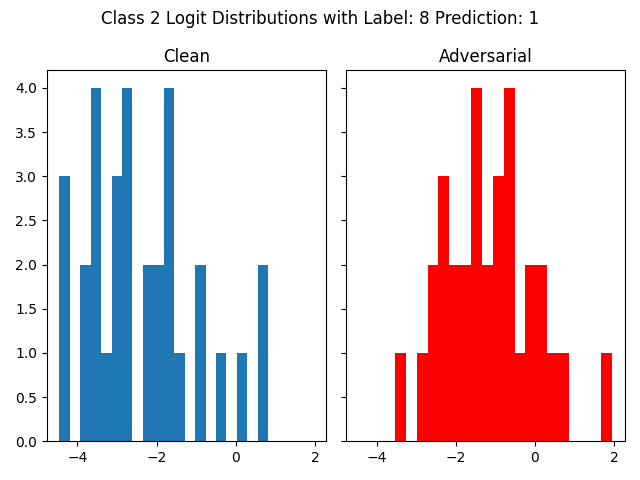 Class 2 Logit Distributions with Label: 8 Prediction: 1
Clean
Adversarial
4.0
3.5
3.0
2.5
2.0
1.5
1.0
0.5
0.0
−4 −2 0 2
−4 −2 0 2